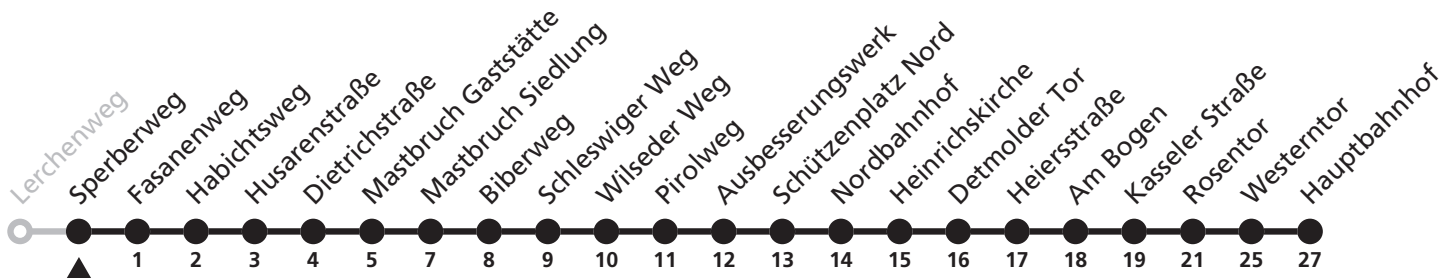 Lerchenweg
Sperberweg
Fasanenweg
Habichtsweg
Husarenstraße
Dietrichstraße
Mastbruch Gaststätte
Mastbruch Siedlung
Biberweg
Schleswiger Weg
Wilseder Weg
Pirolweg
Ausbesserungswerk
Schützenplatz Nord
Nordbahnhof
Heinrichskirche
Detmolder Tor
Heiersstraße
Am Bogen
Kasseler Straße
Rosentor
Westerntor
Hauptbahnhof
1 2 3 4 5 7 8 9 10 11 12 13 14 15 16 17 18 19 21 25 27